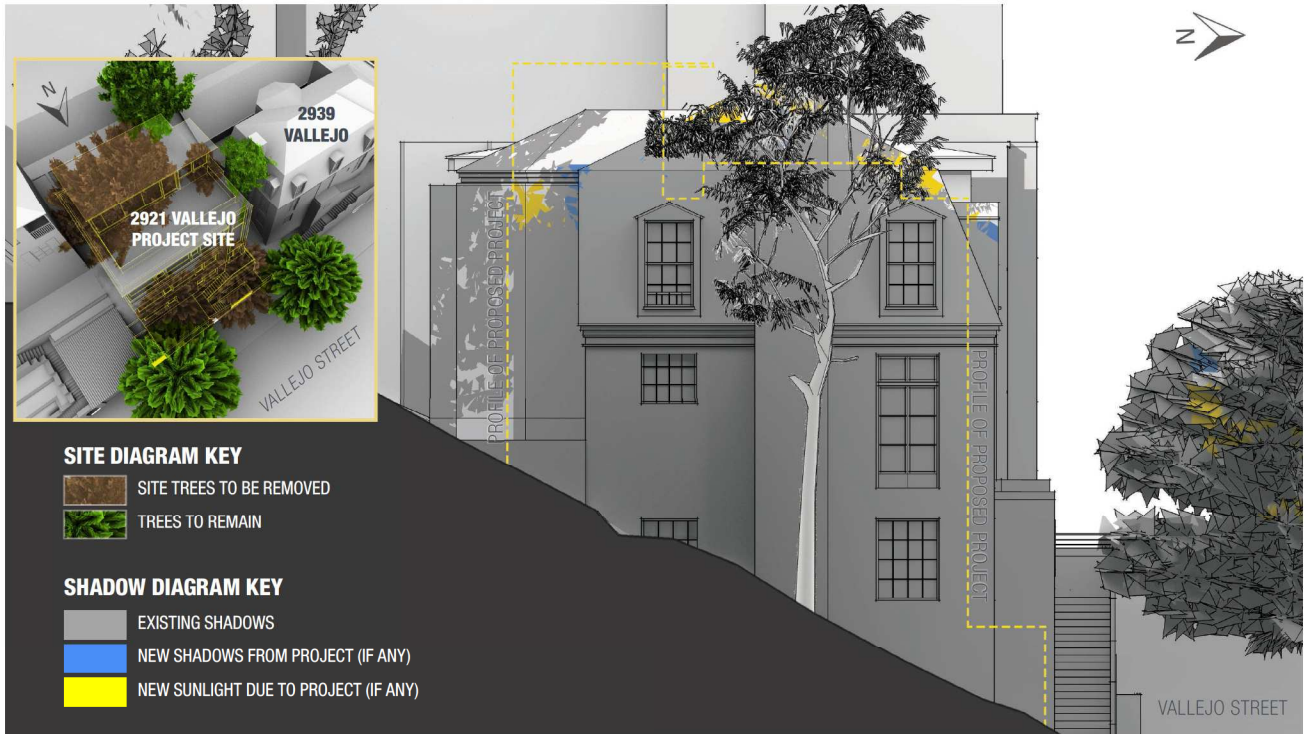 N
N
2939
VALLEJO
2921 VALLEJO
PROJECT SITE
VALLEJO STREET
PROFILE OF PROPOSED PROJECT
PROFILE OF PROPOSED PROJECT
SITE DIAGRAM KEY
SITE TREES TO BE REMOVED
TREES TO REMAIN
SHADOW DIAGRAM KEY
EXISTING SHADOWS
NEW SHADOWS FROM PROJECT (IF ANY)
NEW SUNLIGHT DUE TO PROJECT (IF ANY)
VALLEJO STREET